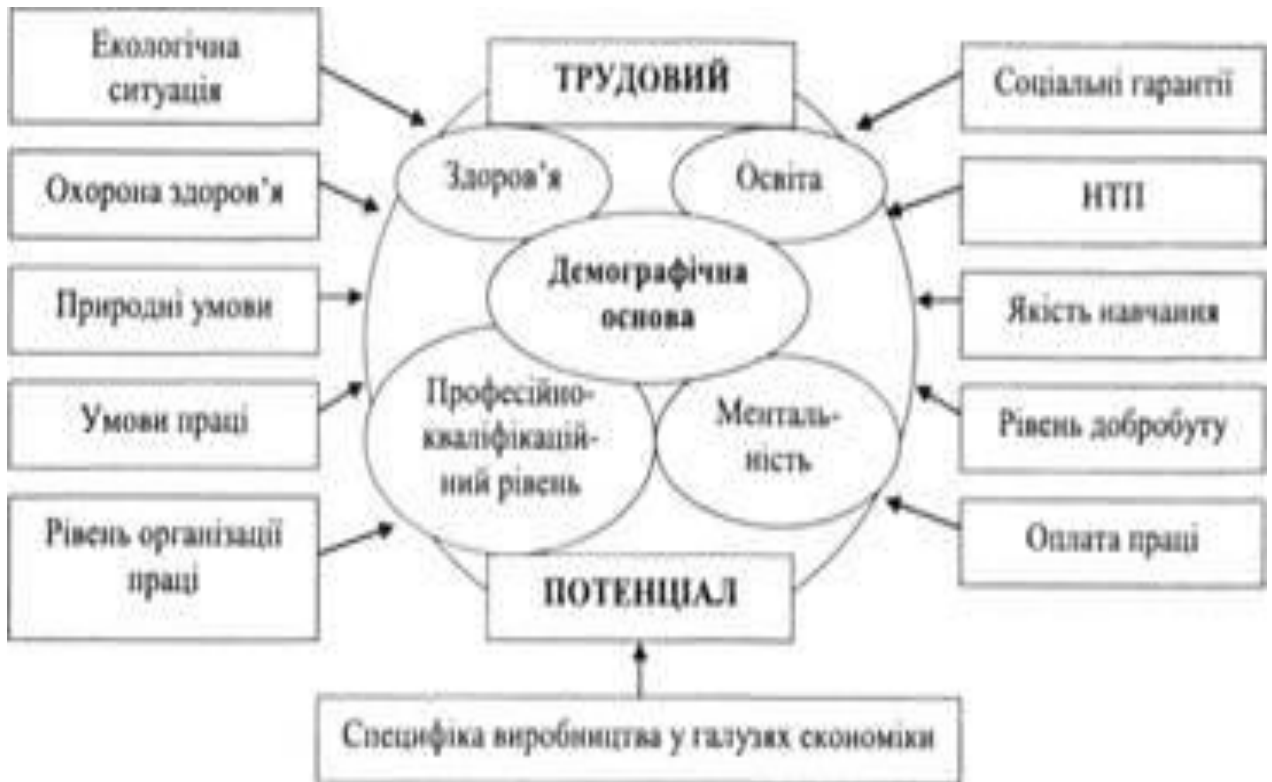 Екологічна
ситуація
Охорона здоров’я
Природні умови
Умови праці
Рівень організації
праці
ТРУДОВИЙ
Здоров’я
Освіта
Демографічна
основа
Професійно-
кваліфікацій-
ний рівень
Менталь-
ність
ПОТЕНЦІАЛ
Соціальні гарантії
НТП
Якість навчання
Рівень добробуту
Оплата праці
Специфіка виробництва у галузях економіки